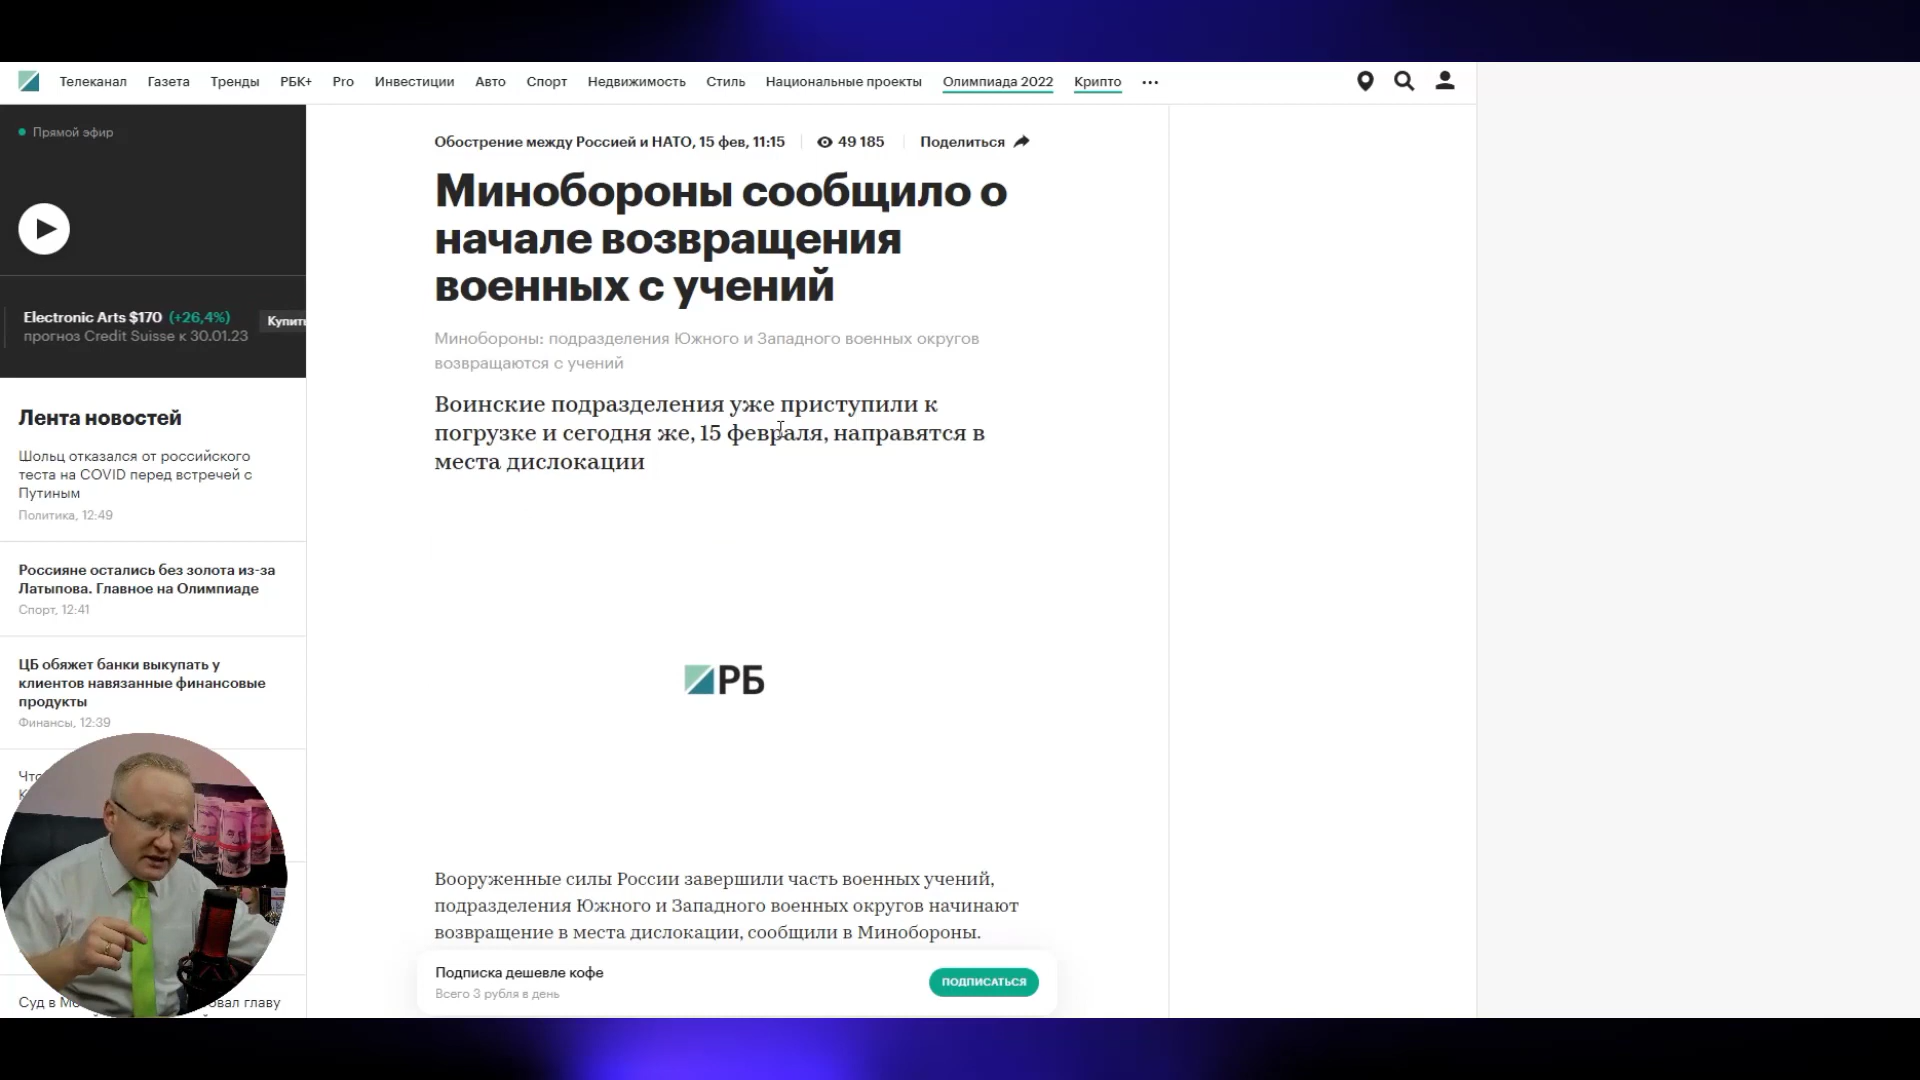 Телеканал Газета Тренды РБК+ Pro Инвестиции Авто Спорт Недвижимость Стиль Национальные проекты Олимпиада 2022 Крипто ...
Прямой эфир
Electronic Arts $170 (+26,4%)
прогноз Credit Suisse к 30.01.23
Купить
Лента новостей
Шольц отказался от российского
теста на COVID перед встречей с
Путиным
Политика, 12:49
Россияне остались без золота из-за
Латыпова. Главное на Олимпиаде
Спорт, 12:41
ЦБ обяжет банки выкупать у
клиентов навязанные финансовые
продукты
Финансы, 12:39
Суд в
главу
Обострение между Россией и НАТО, 15 фев, 11:15 49 185 Поделиться
Минобороны сообщило о
начале возвращения
военных с учений
Минобороны: подразделения Южного и Западного военных округов
возвращаются с учений
Воинские подразделения уже приступили к
погрузке и сегодня же, 15 февраля, направятся в
места дислокации
РБ
Вооруженные силы России завершили часть военных учений,
подразделения Южного и Западного военных округов начинают
возвращение в места дислокации, сообщили в Минобороны.
Подписка дешевле кофе
Всего 3 рубля в день
ПОДПИСАТЬСЯ